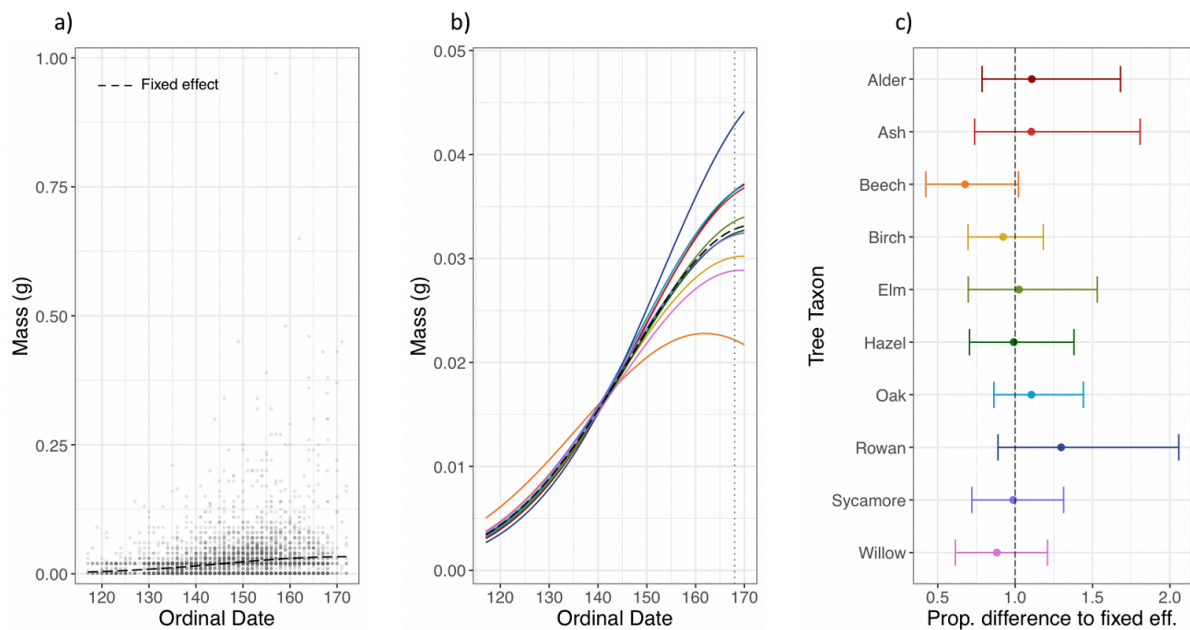 a)
b)
c)
1.00
0.75
0.50
0.25
0.00
Mass (g)
Fixed effect
120 130 140 150 160 170
Ordinal Date
0.05
0.04
0.03
0.02
0.01
0.00
Mass (g)
120 130 140 150 160 170
Ordinal Date
Tree Taxon
Alder
Ash
Beech
Birch
Elm
Hazel
Oak
Rowan
Sycamore
Willow
0.5 1.0 1.5 2.0
Prop. difference to fixed eff.